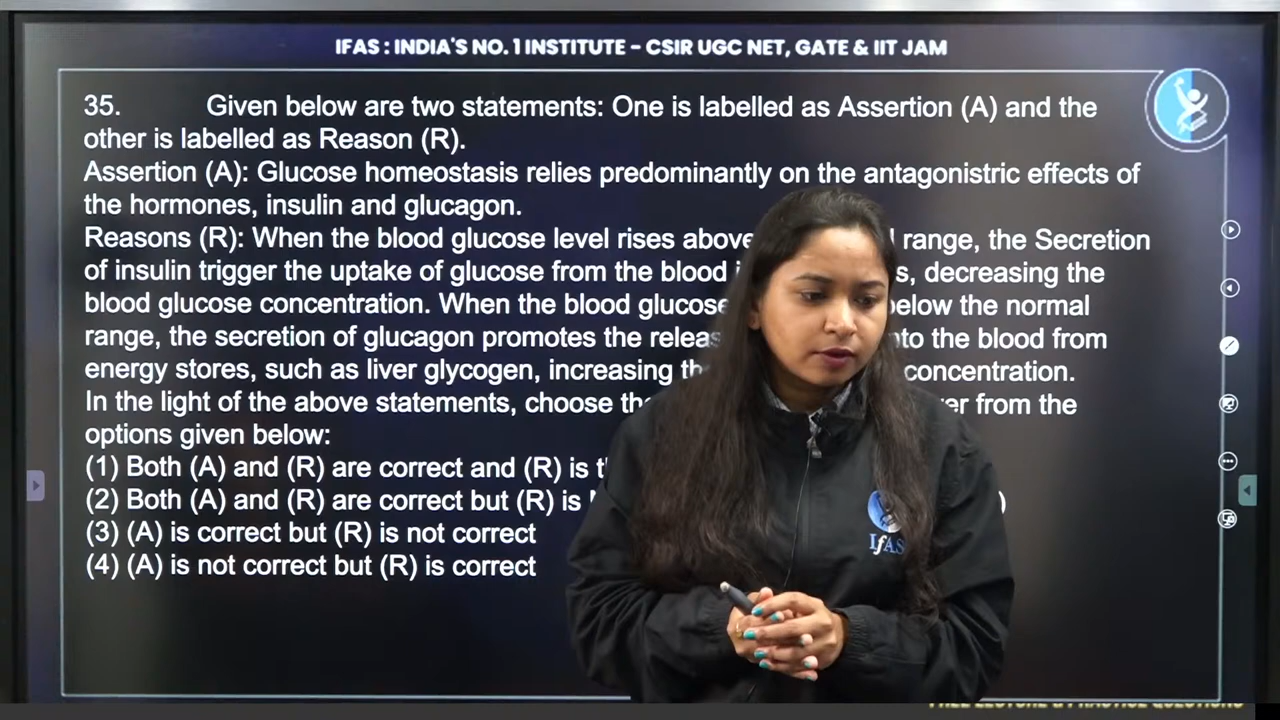 IFAS : INDIA'S NO. 1 INSTITUTE - CSIR UGC NET, GATE & IIT JAM
35. Given below are two statements: One is labelled as Assertion (A) and the
other is labelled as Reason (R).
Assertion (A): Glucose homeostasis relies predominantly on the antagonistric effects of
the hormones, insulin and glucagon.
Reasons (R): When the blood glucose level rises above range, the Secretion
of insulin trigger the uptake of glucose from the blood decreasing the
blood glucose concentration. When the blood glucose below the normal
range, the secretion of glucagon promotes the blood from
energy stores, such as liver glycogen, increasing concentration.
In the light of the above statements, choose from the
options given below:
(1) Both (A) and (R) are correct and (R) is
(2) Both (A) and (R) are correct but (R) is
(3) (A) is correct but (R) is not correct
(4) (A) is not correct but (R) is correct
IFAS
FREE LECTURE & PRACTICE QUESTIONS